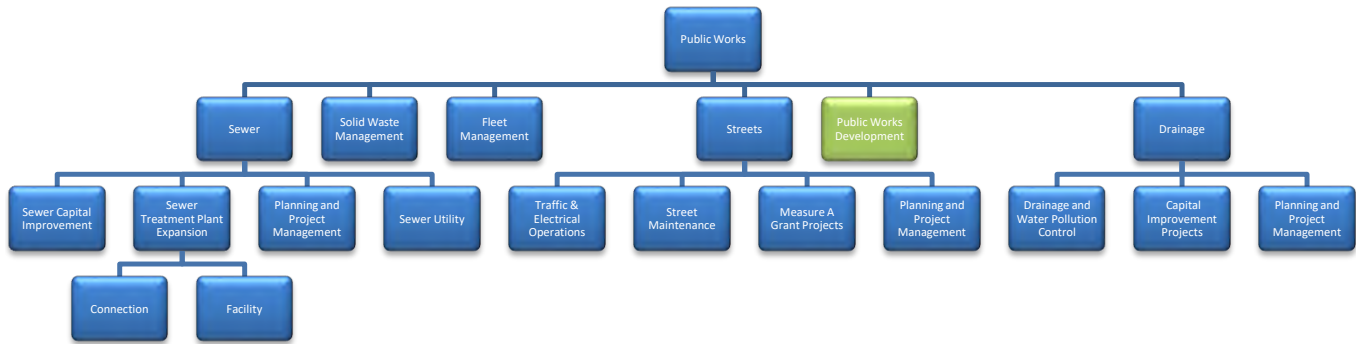 Public Works
Sewer
Solid Waste
Management
Fleet
Management
Streets
Public Works
Development
Drainage
Sewer Capital
Improvement
Sewer
Treatment Plant
Expansion
Planning and
Project
Management
Sewer Utility
Traffic &
Electrical
Operations
Street
Maintenance
Measure A
Grant Projects
Planning and
Project
Management
Drainage and
Water Pollution
Control
Capital
Improvement
Projects
Planning and
Project
Management
Connection
Facility